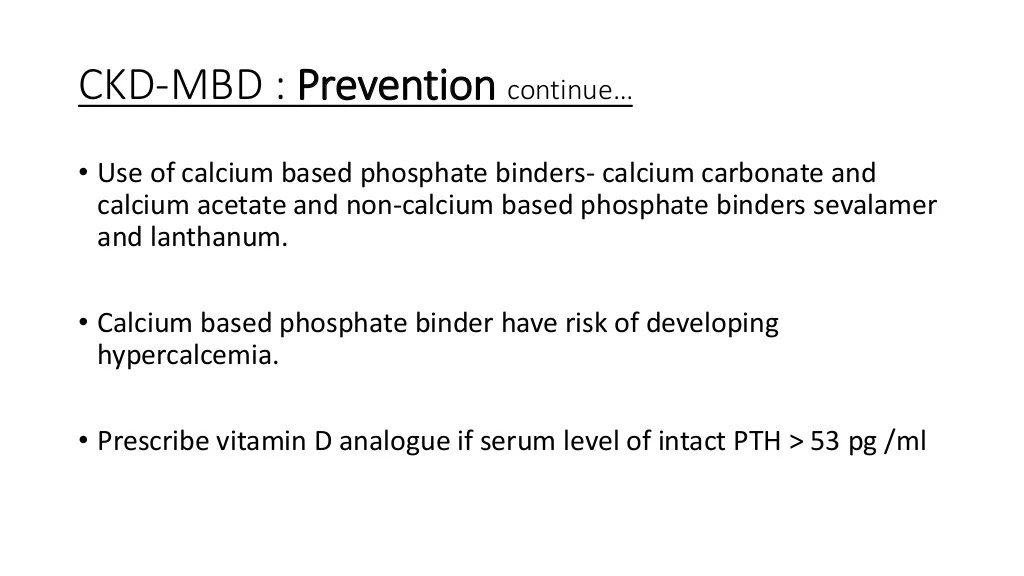 CKD-MBD : Prevention continue…
• Use of calcium based phosphate binders- calcium carbonate and
calcium acetate and non-calcium based phosphate binders sevalamer
and lanthanum.
• Calcium based phosphate binder have risk of developing
hypercalcemia.
• Prescribe vitamin D analogue if serum level of intact PTH > 53 pg /ml